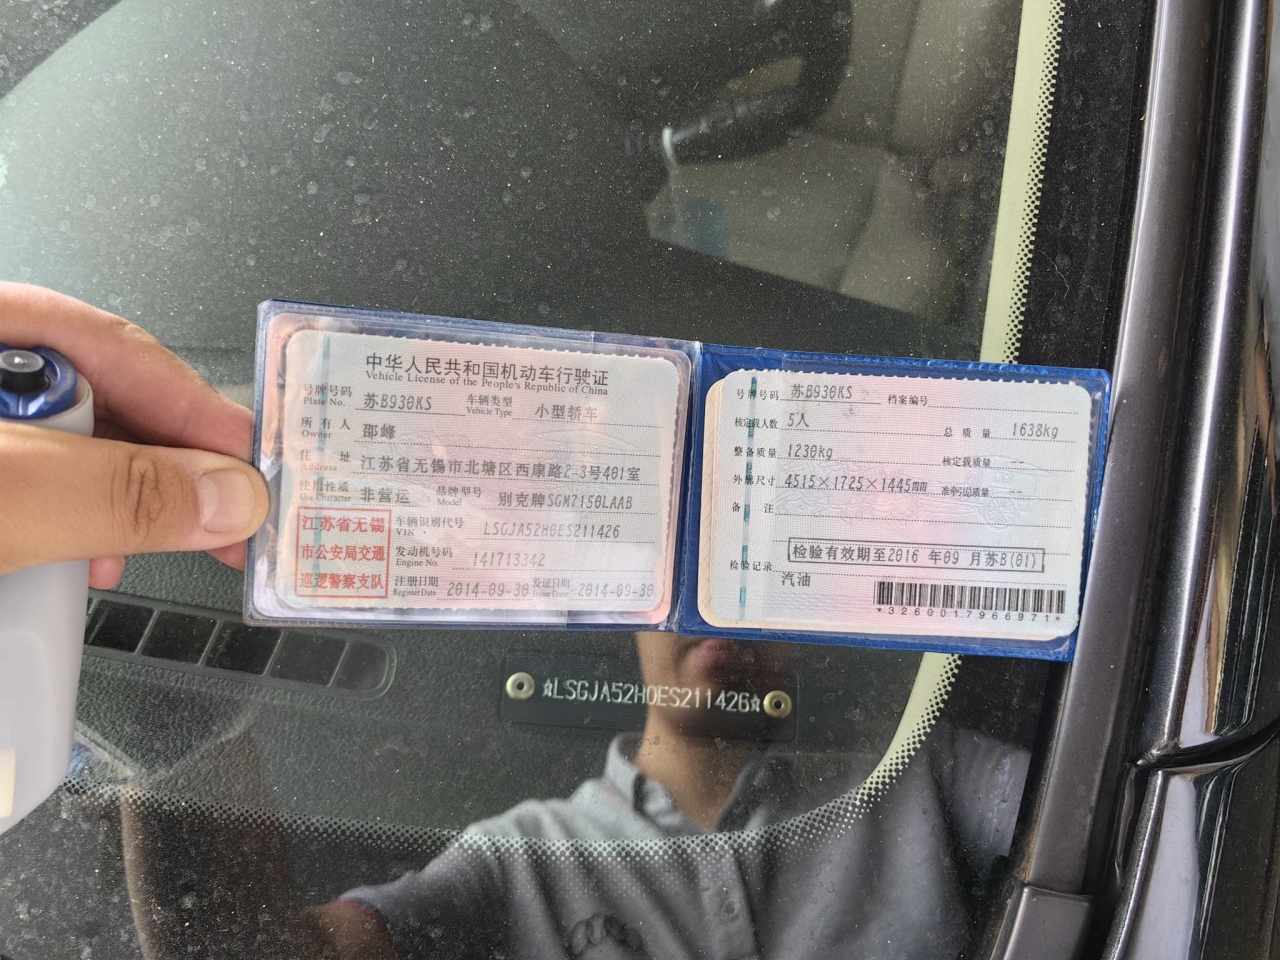 中华人民共和国机动车行驶证
Vehicle License of the People's Republic of China
号牌号码 Plate No. 苏B930KS 车辆类型 Vehicle Type 小型轿车
所有人 Owner 邵峰
住址 Address 江苏省无锡市北塘区西康路2-3号401室
使用性质 Use Character 非营运 品牌型号 Model 别克牌SGM7150LAAB
江苏省无锡
市公安局交通
巡逻警察支队
车辆识别代号 VIN LSGJA52H0ES211426
发动机号码 Engine No. 141713342
注册日期 Register Date 2014-09-30 发证日期 Issue Date 2014-09-30
号牌号码 苏B930KS 档案编号
核定载人数 5人 总质量 1638kg
整备质量 1230kg 核定载质量 --
外廓尺寸 4515×1725×1445mm 准牵引总质量 --
备注
检验有效期至2016年09月苏B(01)
检验记录
汽油
*3260017966971*
☆LSGJA52H0ES211426☆